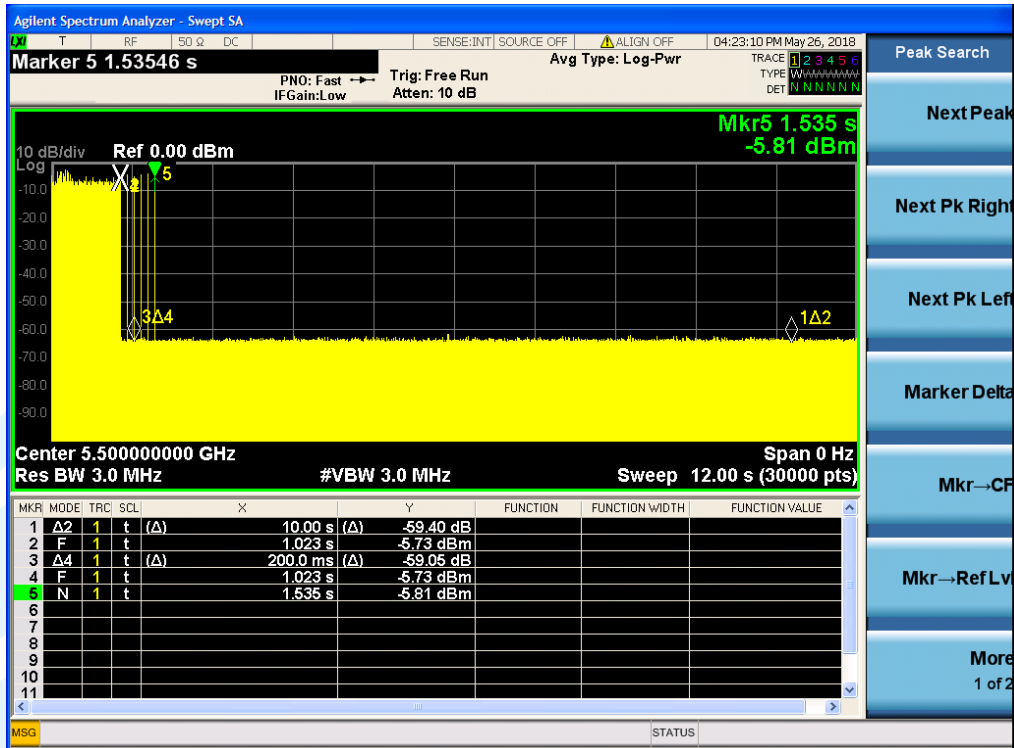 Agilent Spectrum Analyzer - Swept SA
LXI T RF 50 Ω DC SENSE:INT SOURCE OFF ALIGN OFF 04:23:10 PM May 26, 2018
Marker 5 1.53546 s
PNO: Fast
IFGain:Low
Trig: Free Run
Atten: 10 dB
Avg Type: Log-Pwr
TRACE 1 2 3 4 5 6
TYPE W
DET N N N N N N
Mkr5 1.535 s
-5.81 dBm
10 dB/div Ref 0.00 dBm
Log
-10.0
-20.0
-30.0
-40.0
-50.0
-60.0
-70.0
-80.0
-90.0
2
5
3Δ4
1Δ2
Center 5.500000000 GHz Span 0 Hz
Res BW 3.0 MHz #VBW 3.0 MHz Sweep 12.00 s (30000 pts)
MKR MODE TRC SCL X Y FUNCTION FUNCTION WIDTH FUNCTION VALUE
1 Δ2 1 t (Δ) 10.00 s (Δ) -59.40 dB
2 F 1 t 1.023 s -5.73 dBm
3 Δ4 1 t (Δ) 200.0 ms (Δ) -59.05 dB
4 F 1 t 1.023 s -5.73 dBm
5 N 1 t 1.535 s -5.81 dBm
6
7
8
9
10
11
MSG STATUS
Peak Search
Next Peak
Next Pk Right
Next Pk Left
Marker Delta
Mkr→CF
Mkr→Ref Lvl
More
1 of 2